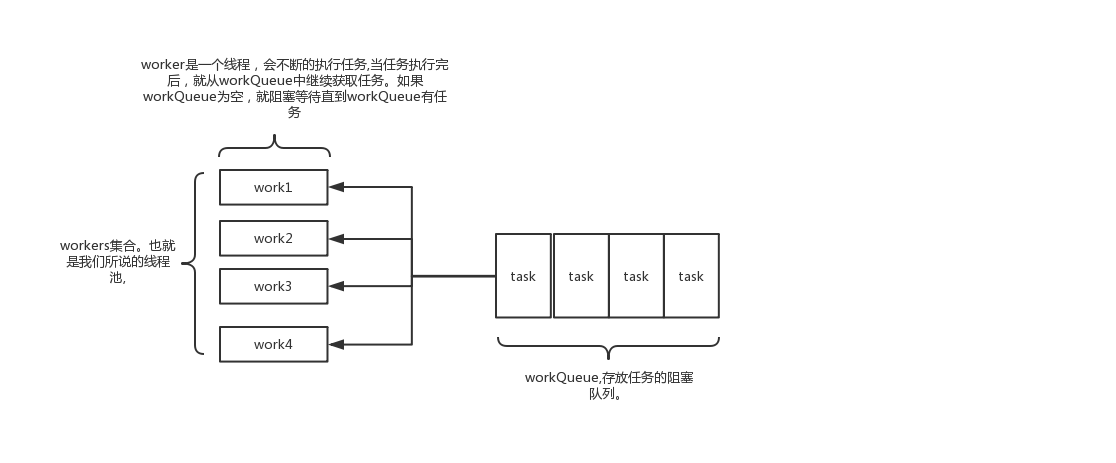 worker是一个线程，会不断的执行任务,当任务执行完
后，就从workQueue中继续获取任务。如果
workQueue为空，就阻塞等待直到workQueue有任
务
work1
work2
work3
work4
workers集合。也就
是我们所说的线程
池,
task
task
task
task
workQueue,存放任务的阻塞
队列。